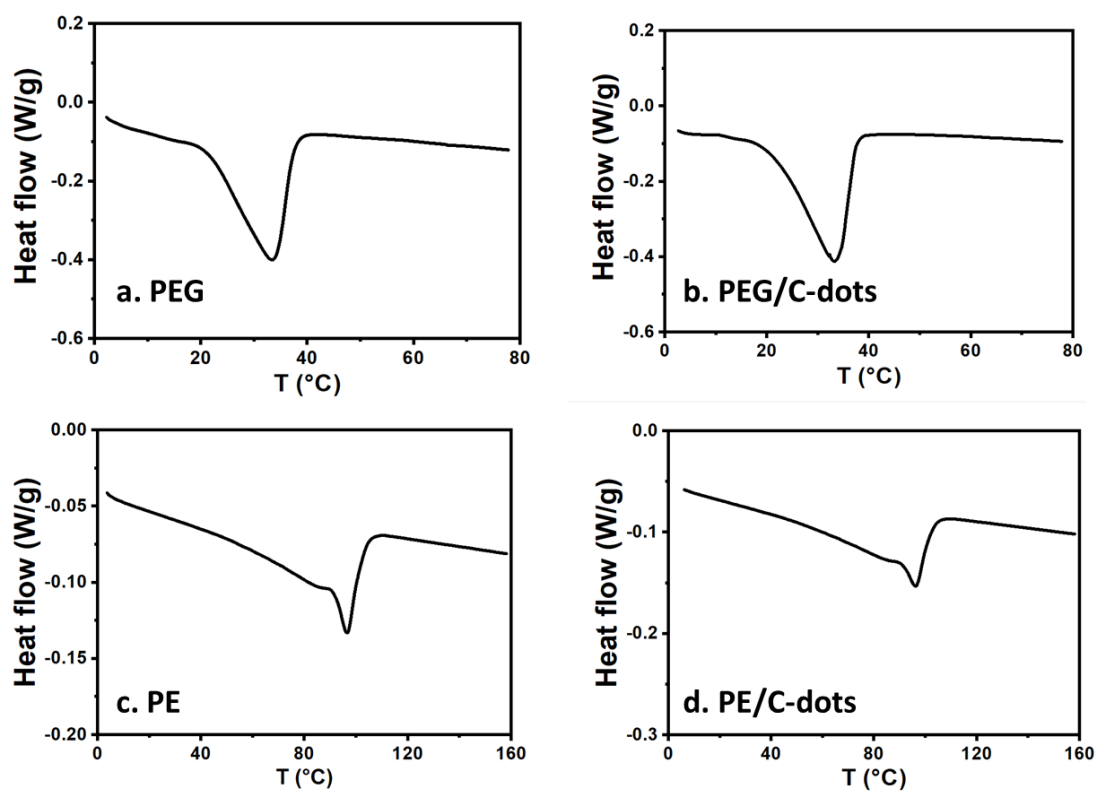 0.2
0.0
-0.2
-0.4
-0.6
Heat flow (W/g)
0 20 40 60 80
T (°C)
a. PEG
0.2
0.0
-0.2
-0.4
-0.6
Heat flow (W/g)
0 20 40 60 80
T (°C)
b. PEG/C-dots
0.00
-0.05
-0.10
-0.15
-0.20
Heat flow (W/g)
0 40 80 120 160
T (°C)
c. PE
0.0
-0.1
-0.2
-0.3
Heat flow (W/g)
0 40 80 120 160
T (°C)
d. PE/C-dots